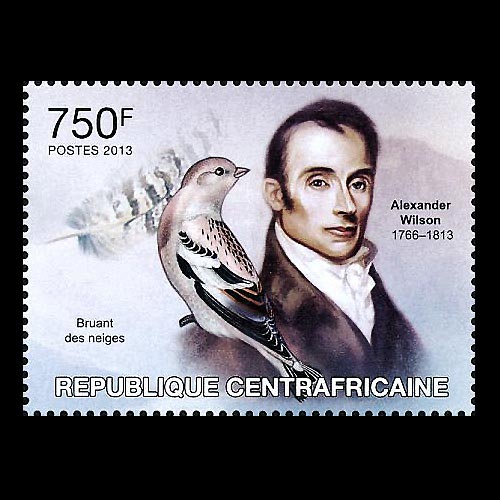 750F
POSTES 2013
Alexander
Wilson
1766–1813
Bruant
des neiges
REPUBLIQUE CENTRAFRICAINE